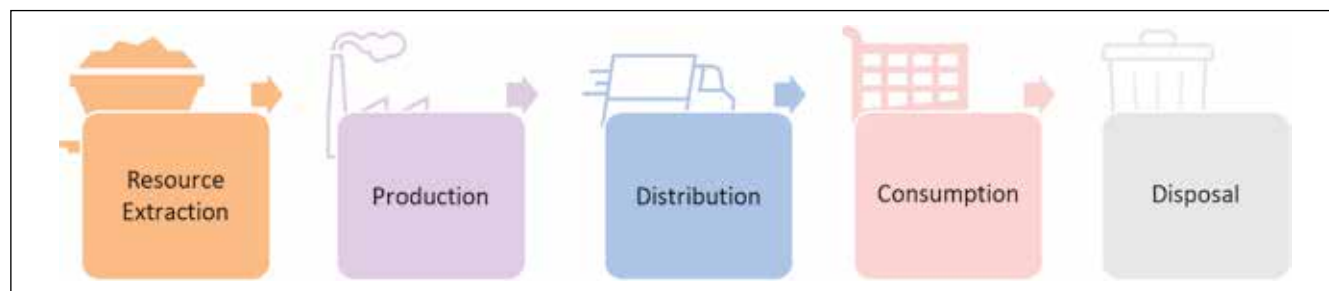 Resource
Extraction
Production
Distribution
Consumption
Disposal